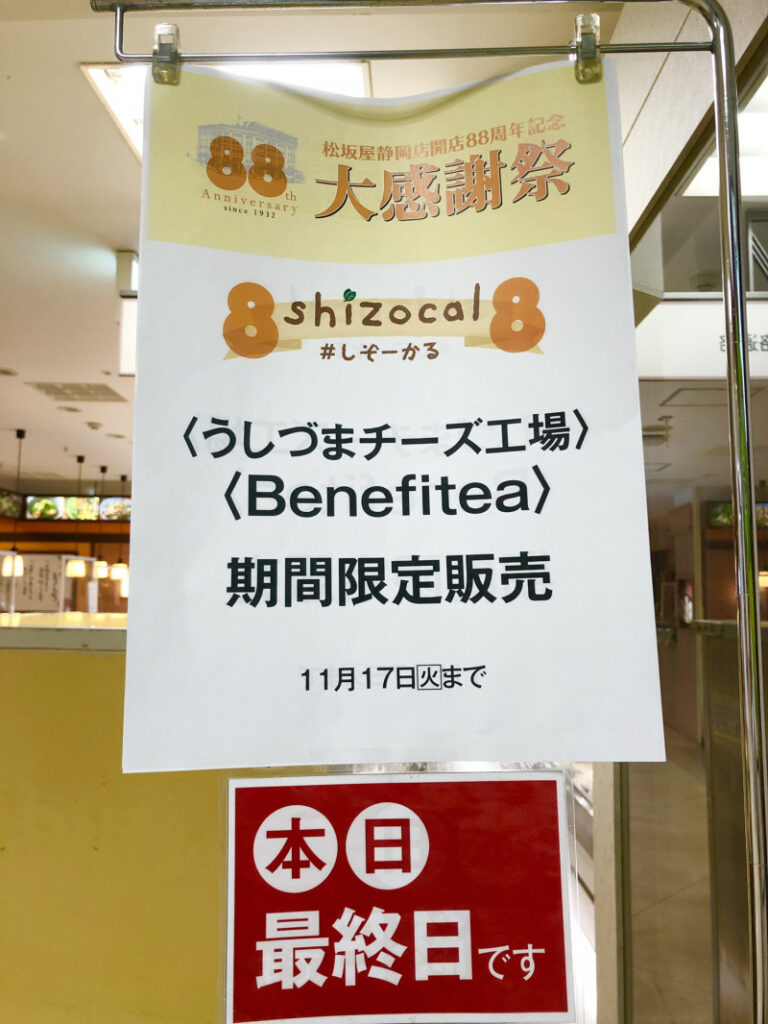 88th
Anniversary
since 1932
松坂屋静岡店開店88周年記念
大感謝祭
8 shizocal 8
#しぞーかる
〈うしづまチーズ工場〉
〈Benefitea〉
期間限定販売
11月17日火まで
本日
最終日です